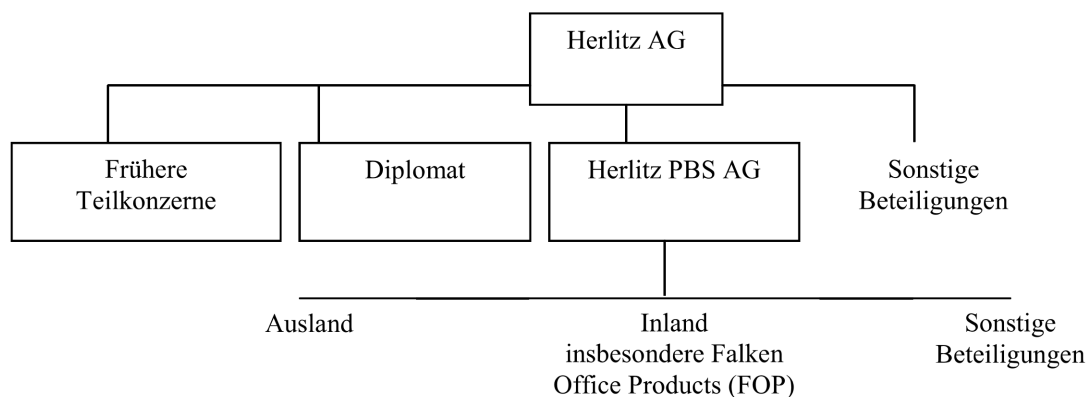 Herlitz AG
Frühere
Teilkonzerne
Diplomat
Herlitz PBS AG
Sonstige
Beteiligungen
Ausland
Inland
insbesondere Falken
Office Products (FOP)
Sonstige
Beteiligungen